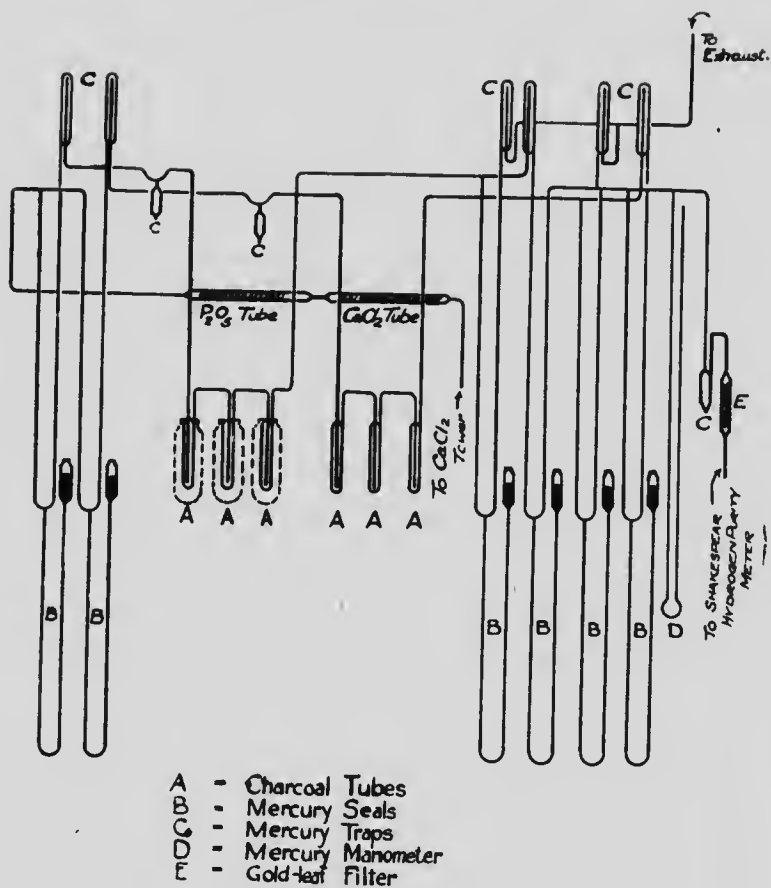 To
Exhaust.
C
C
C
C
C
P2O5 Tube
CaCl2 Tube
To CaCl2
Tower
C
E
A
A
A
A
A
A
To SHAKESPEAR
HYDROGEN PURITY
METER
B
B
B
B
B
B
D
A - Charcoal Tubes
B - Mercury Seals
C - Mercury Traps
D - Mercury Manometer
E - Gold-leaf Filter